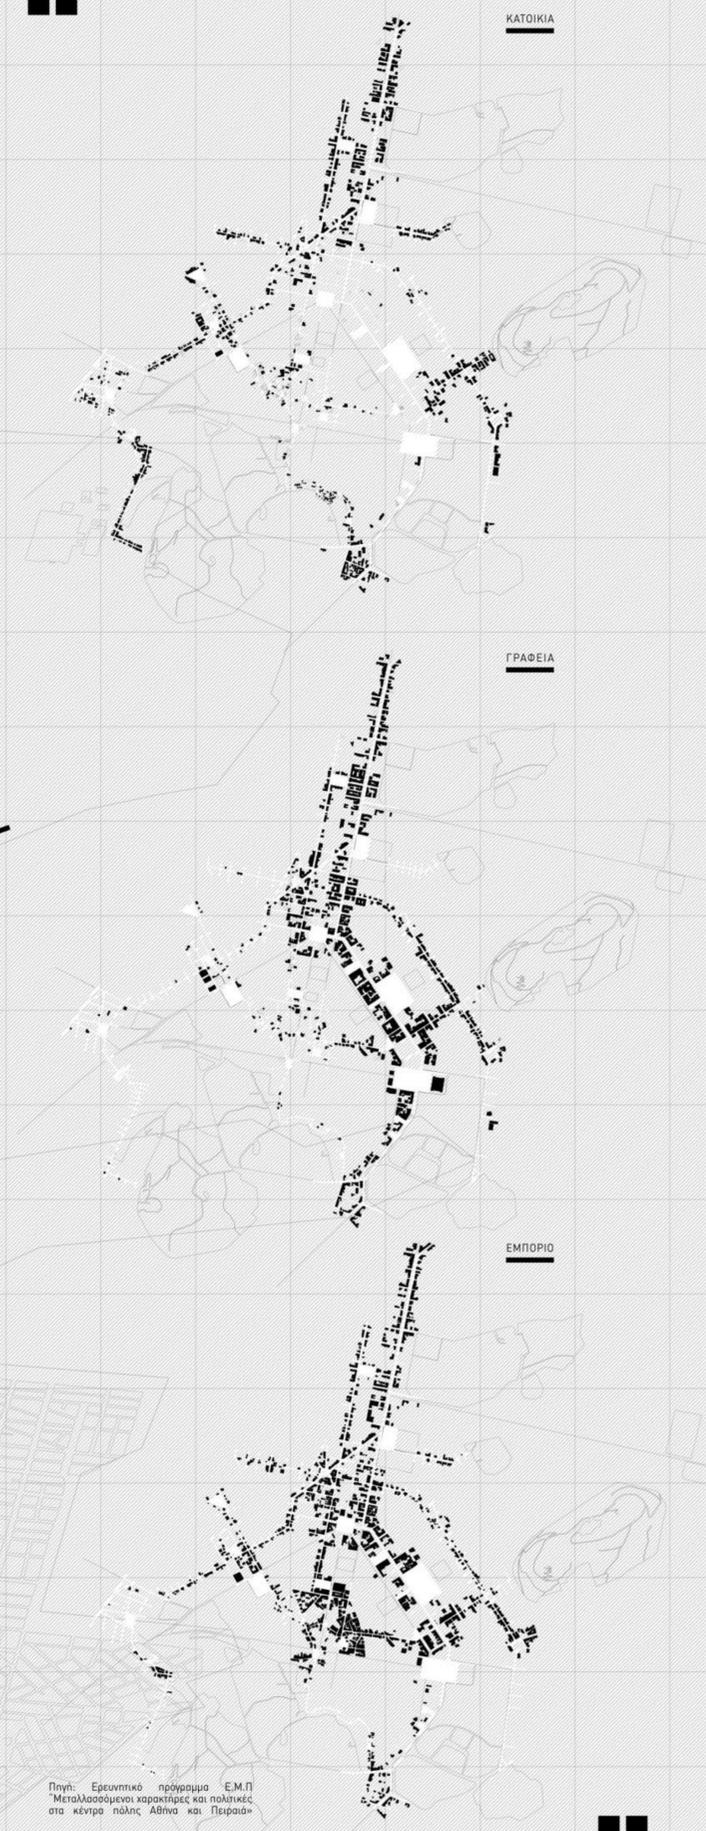 ΚΑΤΟΙΚΙΑ
ΓΡΑΦΕΙΑ
ΕΜΠΟΡΙΟ
Πηγή: Ερευνητικό πρόγραμμα Ε.Μ.Π
"Μεταλλασσόμενοι χαρακτήρες και πολιτικές
στα κέντρα πόλης Αθήνα και Πειραιά»